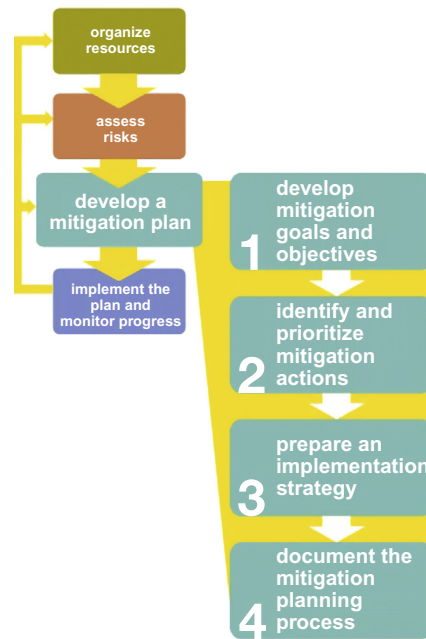 organize
resources
assess
risks
develop a
mitigation plan
implement the
plan and
monitor progress
1
develop
mitigation
goals and
objectives
2
identify and
prioritize
mitigation
actions
3
prepare an
implementation
strategy
4
document the
mitigation
planning
process